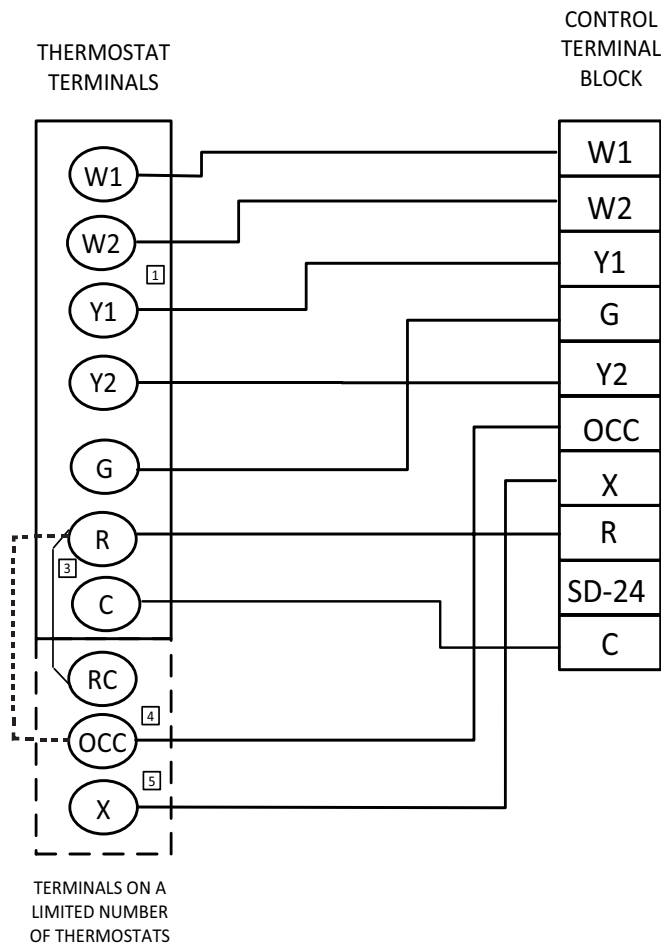 THERMOSTAT
TERMINALS
CONTROL
TERMINAL
BLOCK
W1
W2
1
Y1
Y2
G
R
3
C
RC
4
OCC
5
X
W1
W2
Y1
G
Y2
OCC
X
R
SD-24
C
TERMINALS ON A
LIMITED NUMBER
OF THERMOSTATS